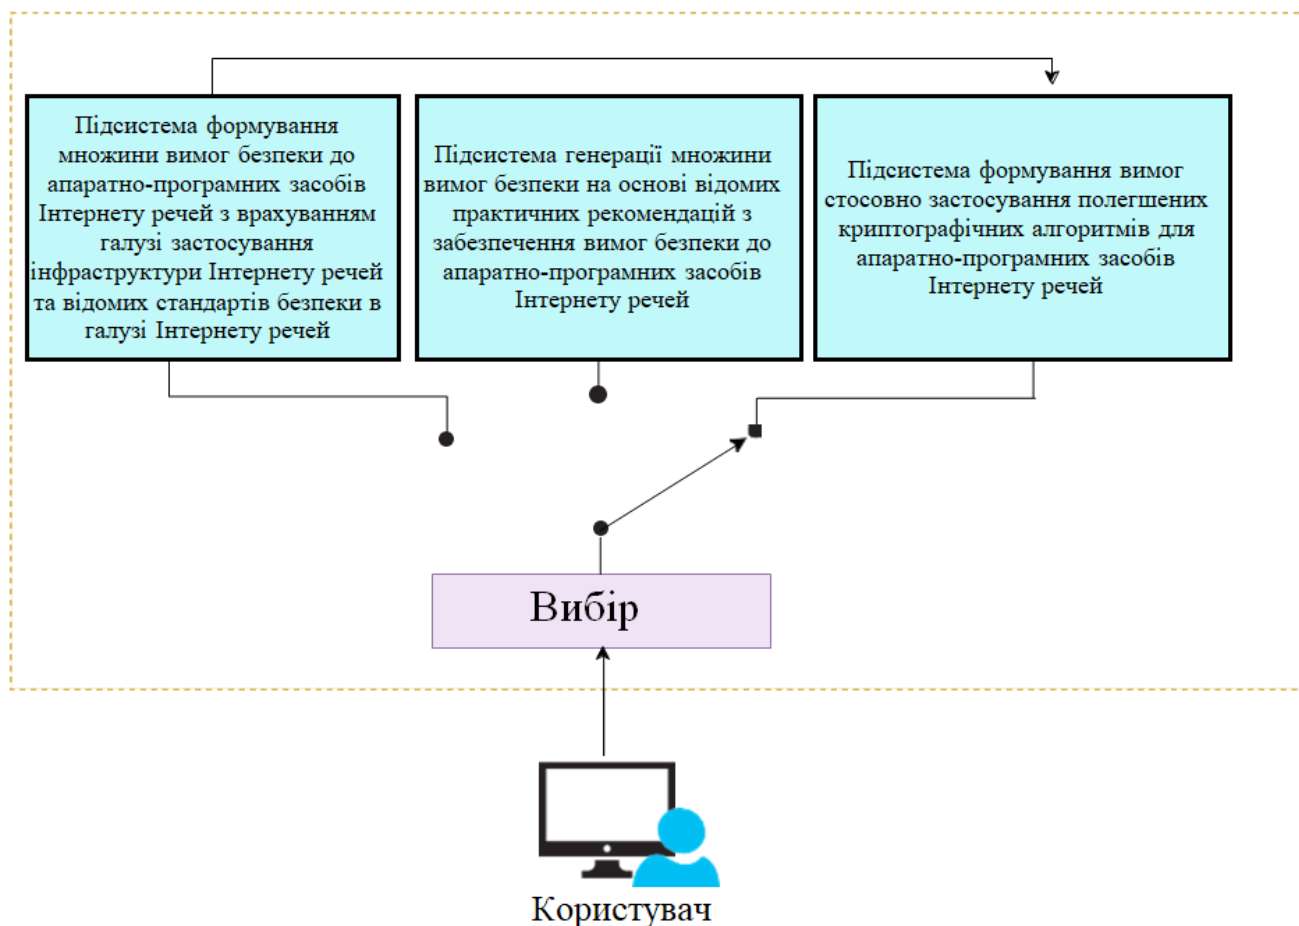 Підсистема формування
множини вимог безпеки до
апаратно-програмних засобів
Інтернету речей з врахуванням
галузі застосування
інфраструктури Інтернету речей
та відомих стандартів безпеки в
галузі Інтернету речей
Підсистема генерації множини
вимог безпеки на основі відомих
практичних рекомендацій з
забезпечення вимог безпеки до
апаратно-програмних засобів
Інтернету речей
Підсистема формування вимог
стосовно застосування полегшених
криптографічних алгоритмів для
апаратно-програмних засобів
Інтернету речей
Вибір
Користувач